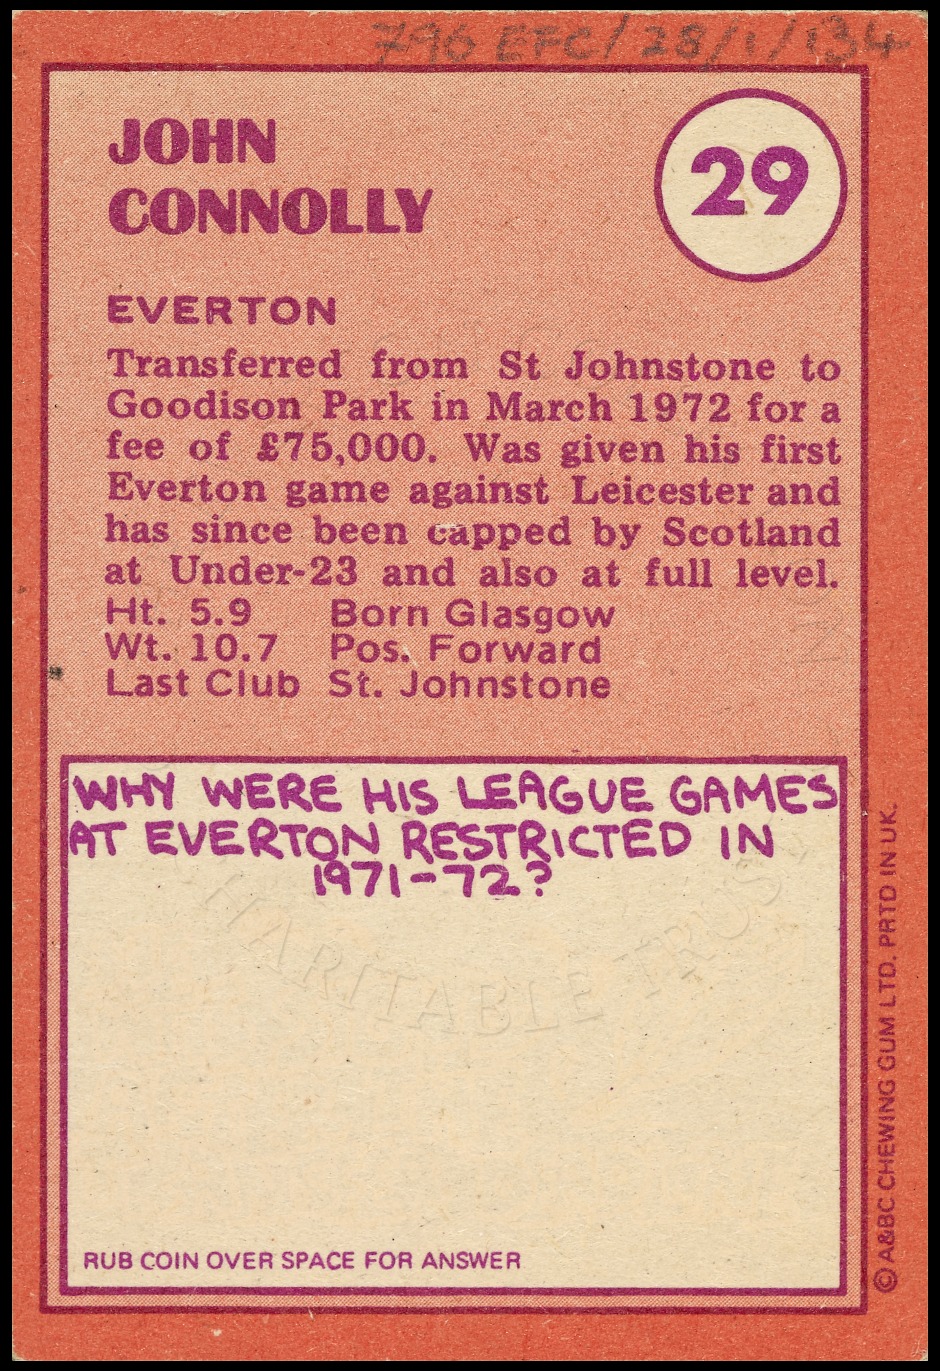 796 EFC/28/1/134
JOHN
CONNOLLY
29
EVERTON
Transferred from St Johnstone to
Goodison Park in March 1972 for a
fee of £75,000. Was given his first
Everton game against Leicester and
has since been capped by Scotland
at Under-23 and also at full level.
Ht. 5.9 Born Glasgow
Wt. 10.7 Pos. Forward
Last Club St. Johnstone
WHY WERE HIS LEAGUE GAMES
AT EVERTON RESTRICTED IN
1971-72?
CHARITABLE TRUST
RUB COIN OVER SPACE FOR ANSWER
© A&BC CHEWING GUM LTD. PRTD IN UK.